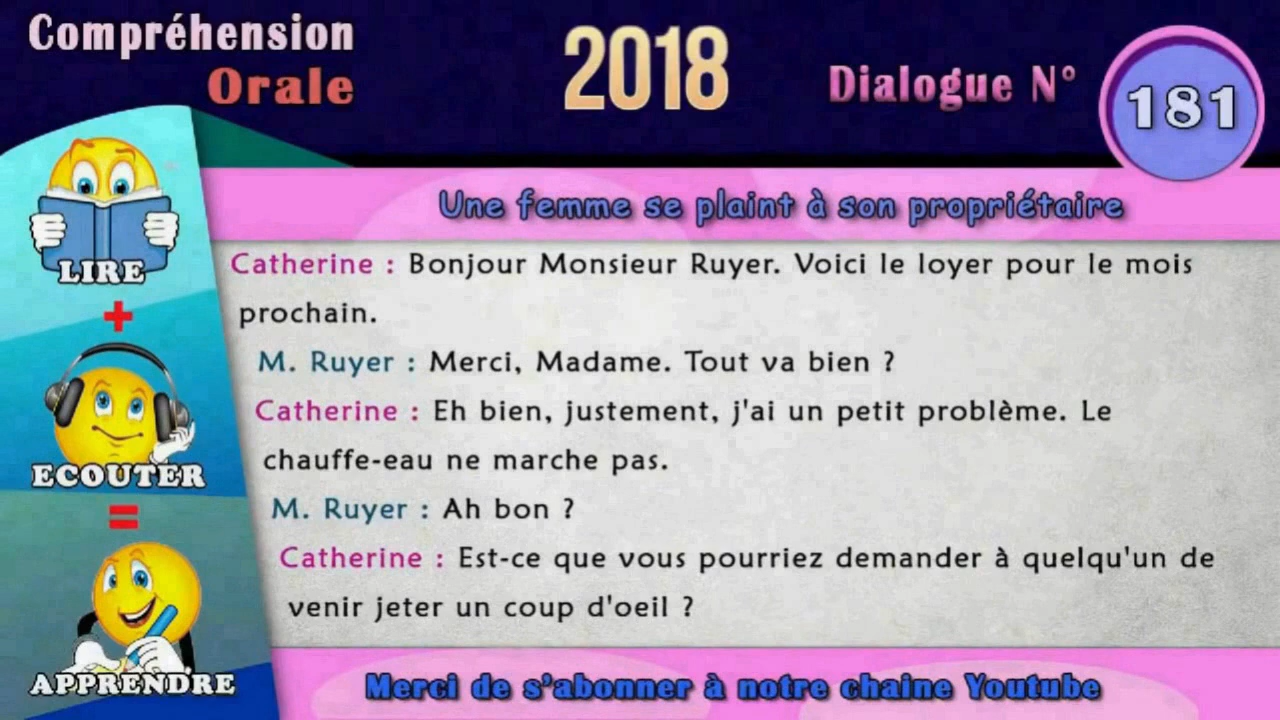 Compréhension
Orale
2018
Dialogue N°
181
Une femme se plaint à son propriétaire
LIRE
+
ECOUTER
=
APPRENDRE
Catherine : Bonjour Monsieur Ruyer. Voici le loyer pour le mois
prochain.
M. Ruyer : Merci, Madame. Tout va bien ?
Catherine : Eh bien, justement, j'ai un petit problème. Le
chauffe-eau ne marche pas.
M. Ruyer : Ah bon ?
Catherine : Est-ce que vous pourriez demander à quelqu'un de
venir jeter un coup d'oeil ?
Merci de s'abonner à notre chaine Youtube